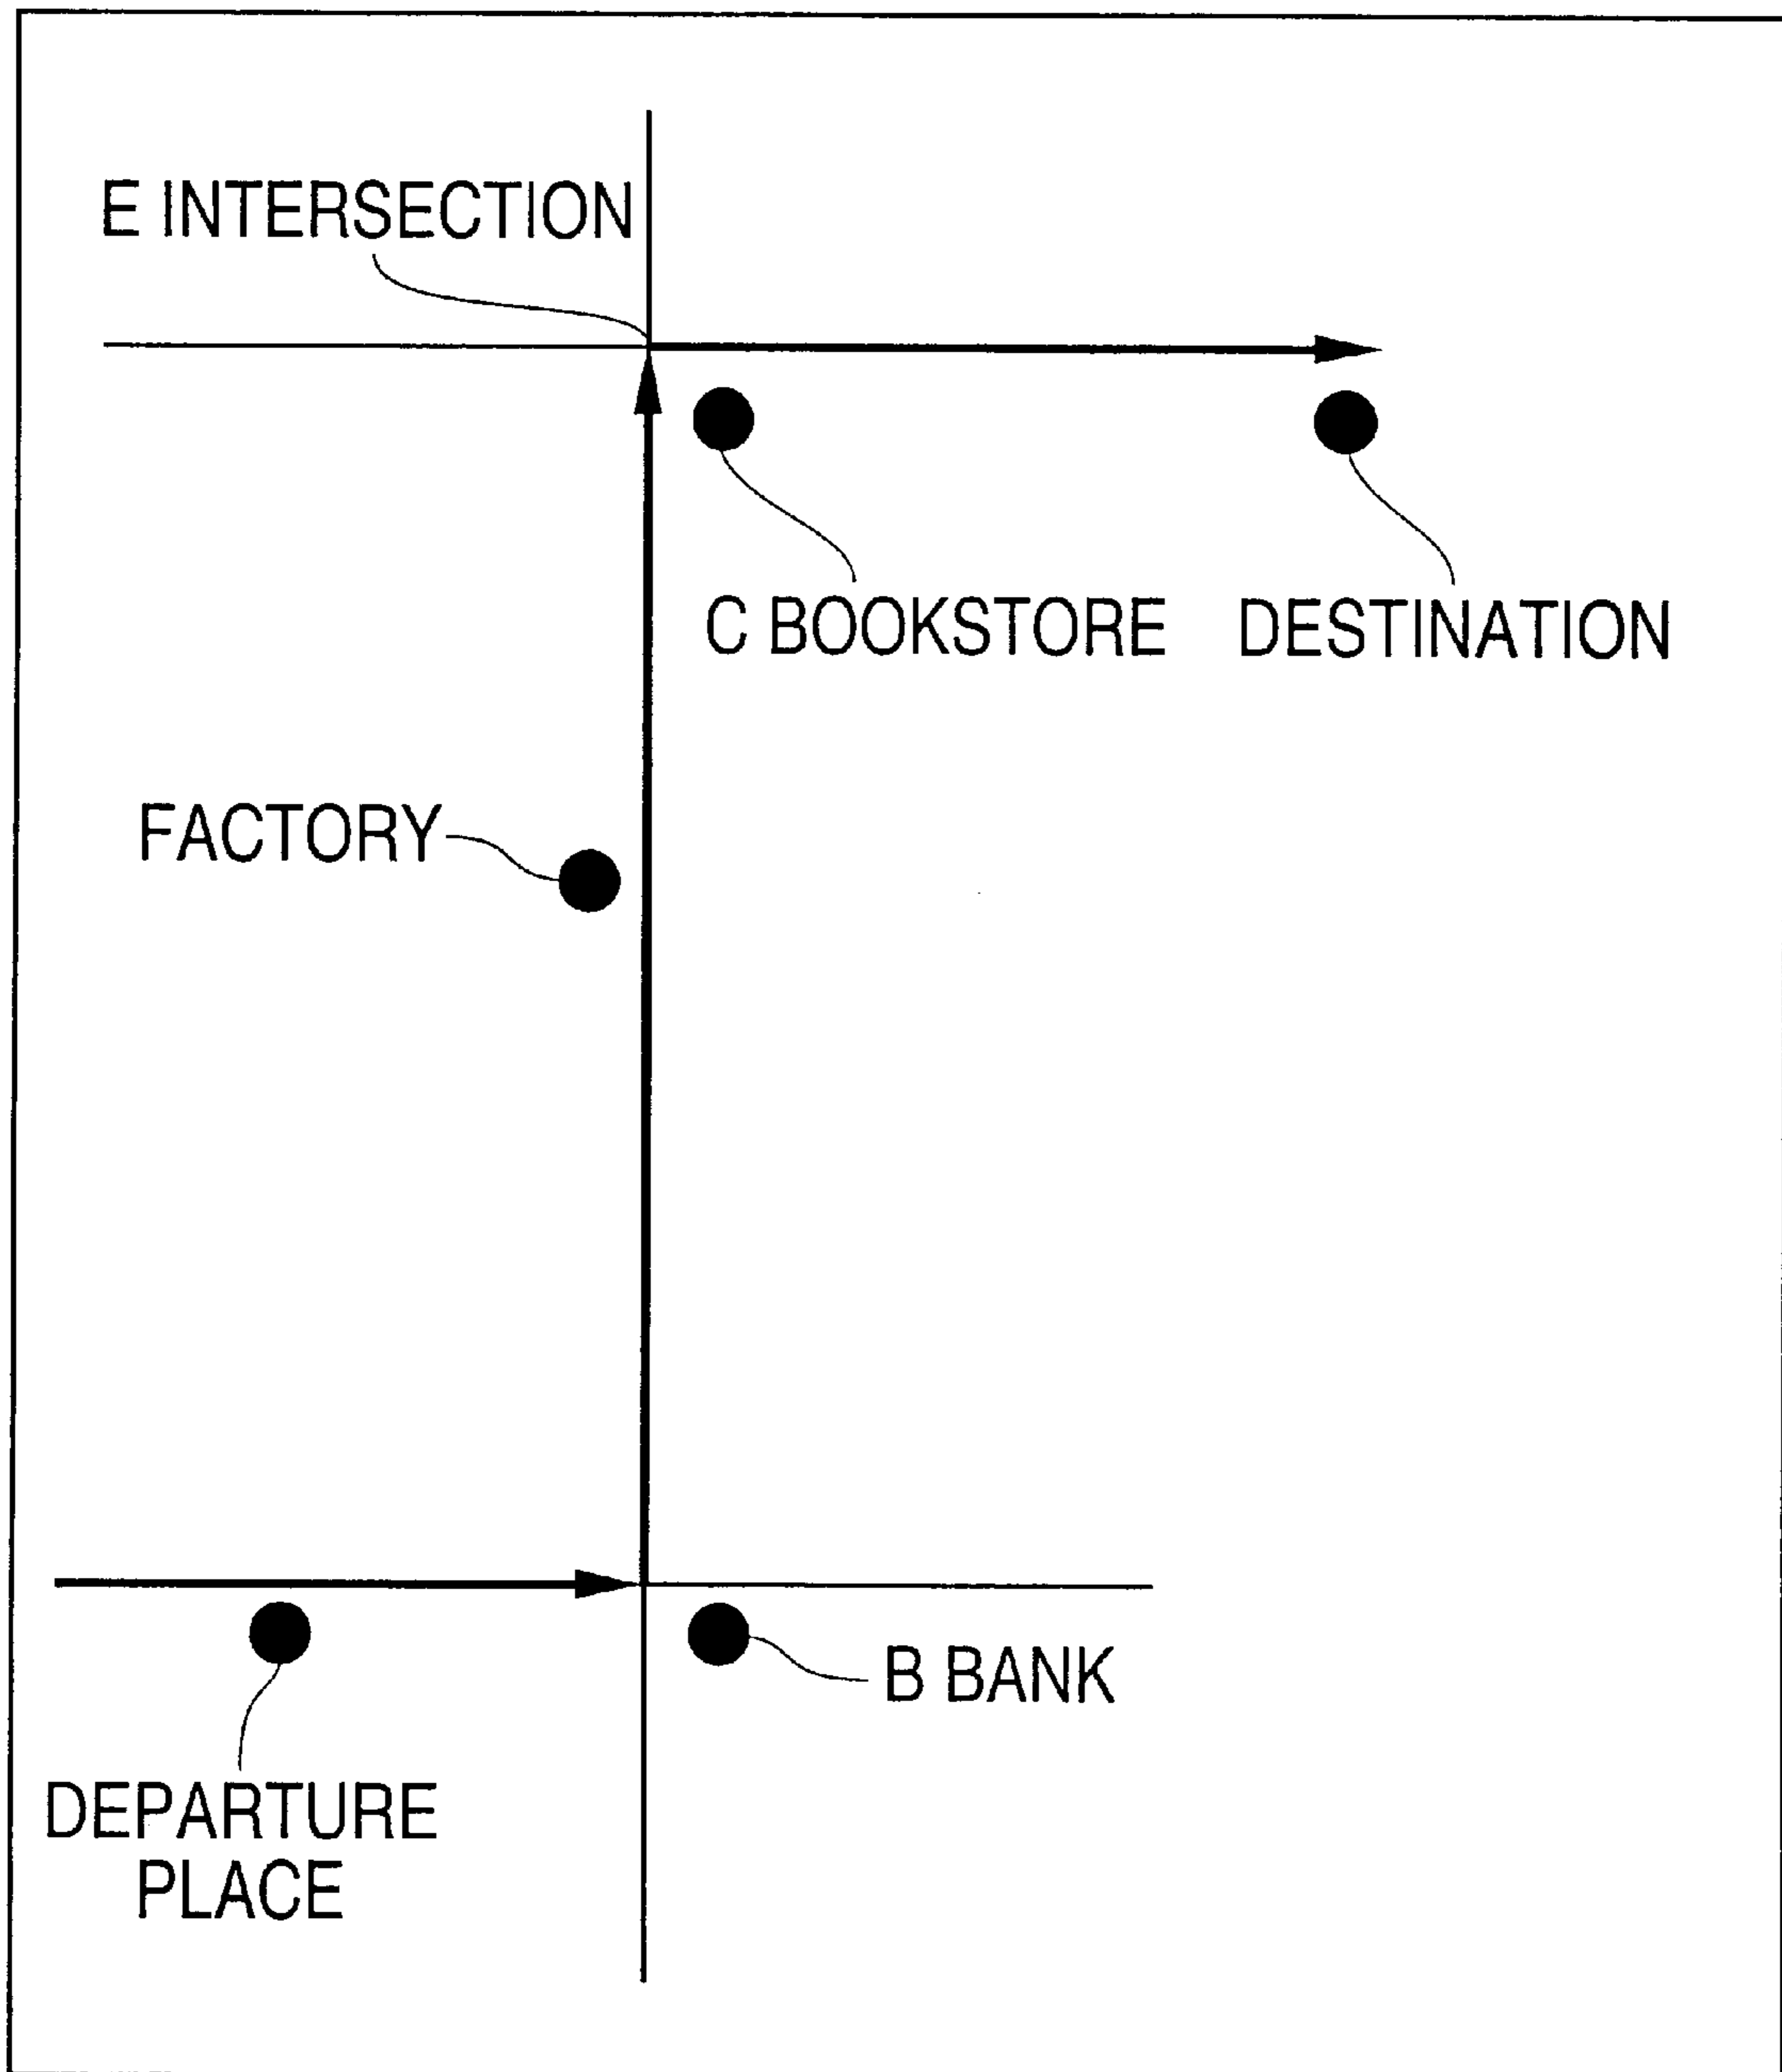 E INTERSECTION
C BOOKSTORE
DESTINATION
FACTORY
B BANK
DEPARTURE
PLACE